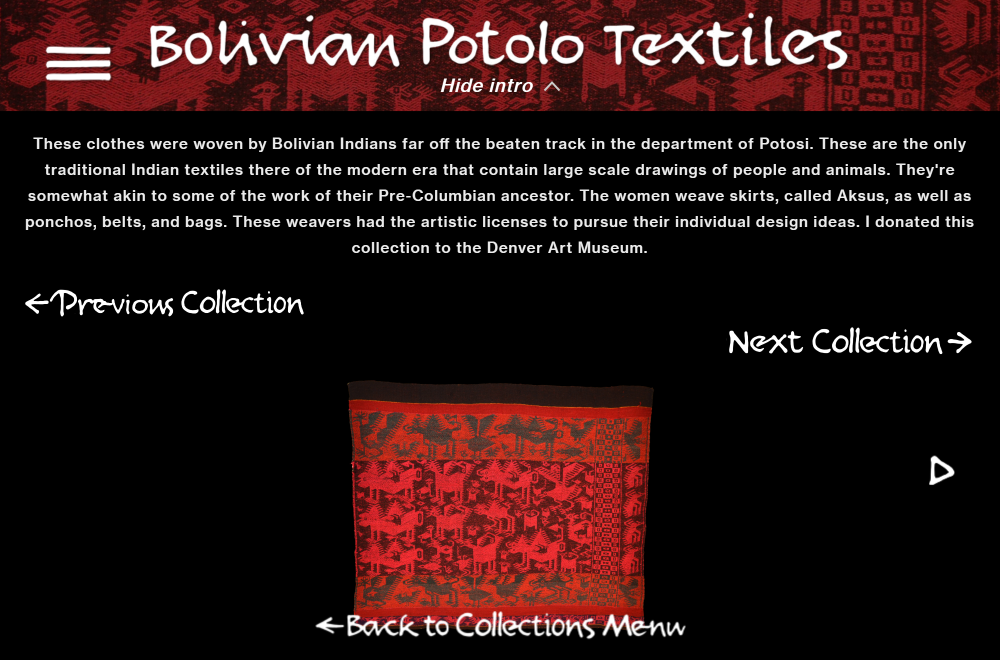 Bolivian Potolo Textiles
Hide intro
These clothes were woven by Bolivian Indians far off the beaten track in the department of Potosi. These are the only
traditional Indian textiles there of the modern era that contain large scale drawings of people and animals. They're
somewhat akin to some of the work of their Pre-Columbian ancestor. The women weave skirts, called Aksus, as well as
ponchos, belts, and bags. These weavers had the artistic licenses to pursue their individual design ideas. I donated this
collection to the Denver Art Museum.
←Previous Collection
Next Collection→
←Back to Collections Menu